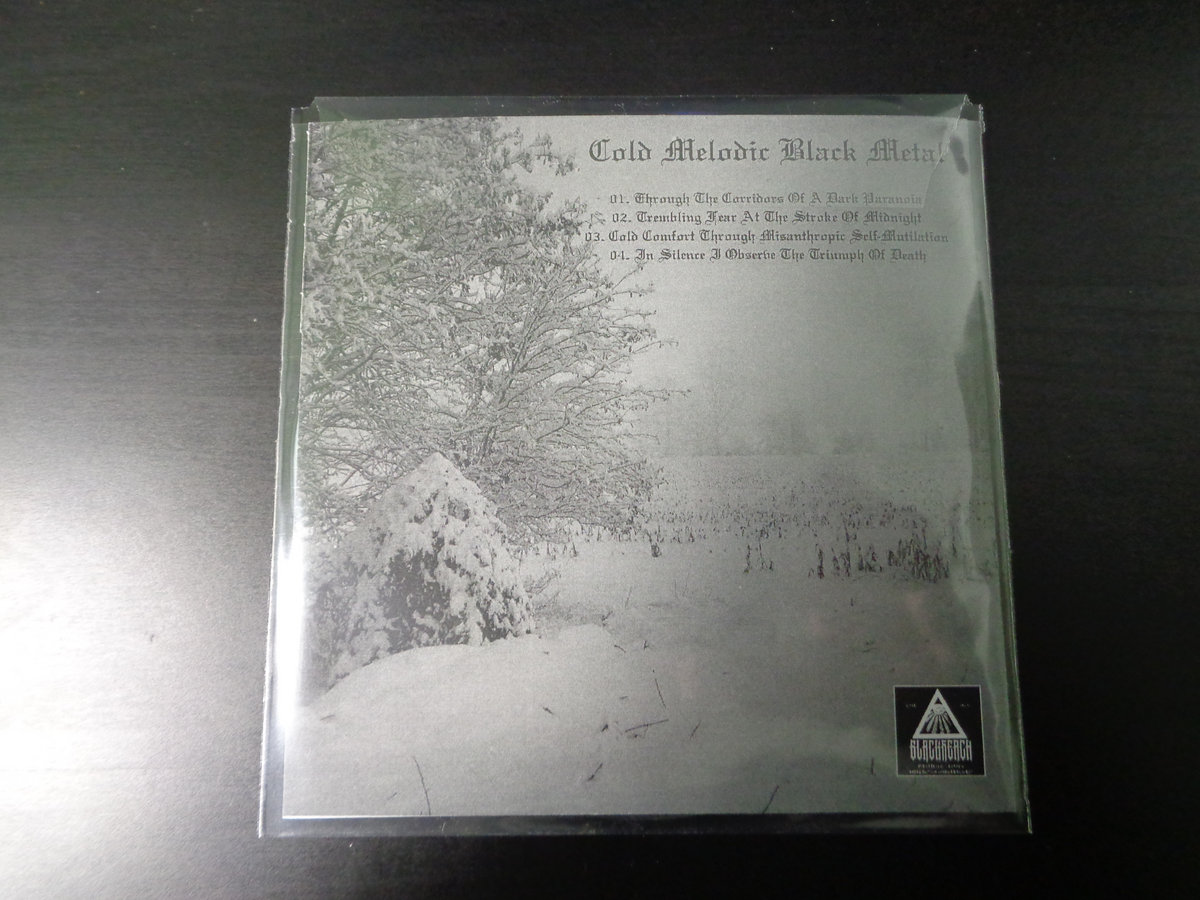 Cold Melodic Black Metal
01. Through The Corridors Of A Dark Paranoia
02. Trembling Fear At The Stroke Of Midnight
03. Cold Comfort Through Misanthropic Self-Mutilation
04. In Silence I Observe The Triumph Of Death
BLACKREACH